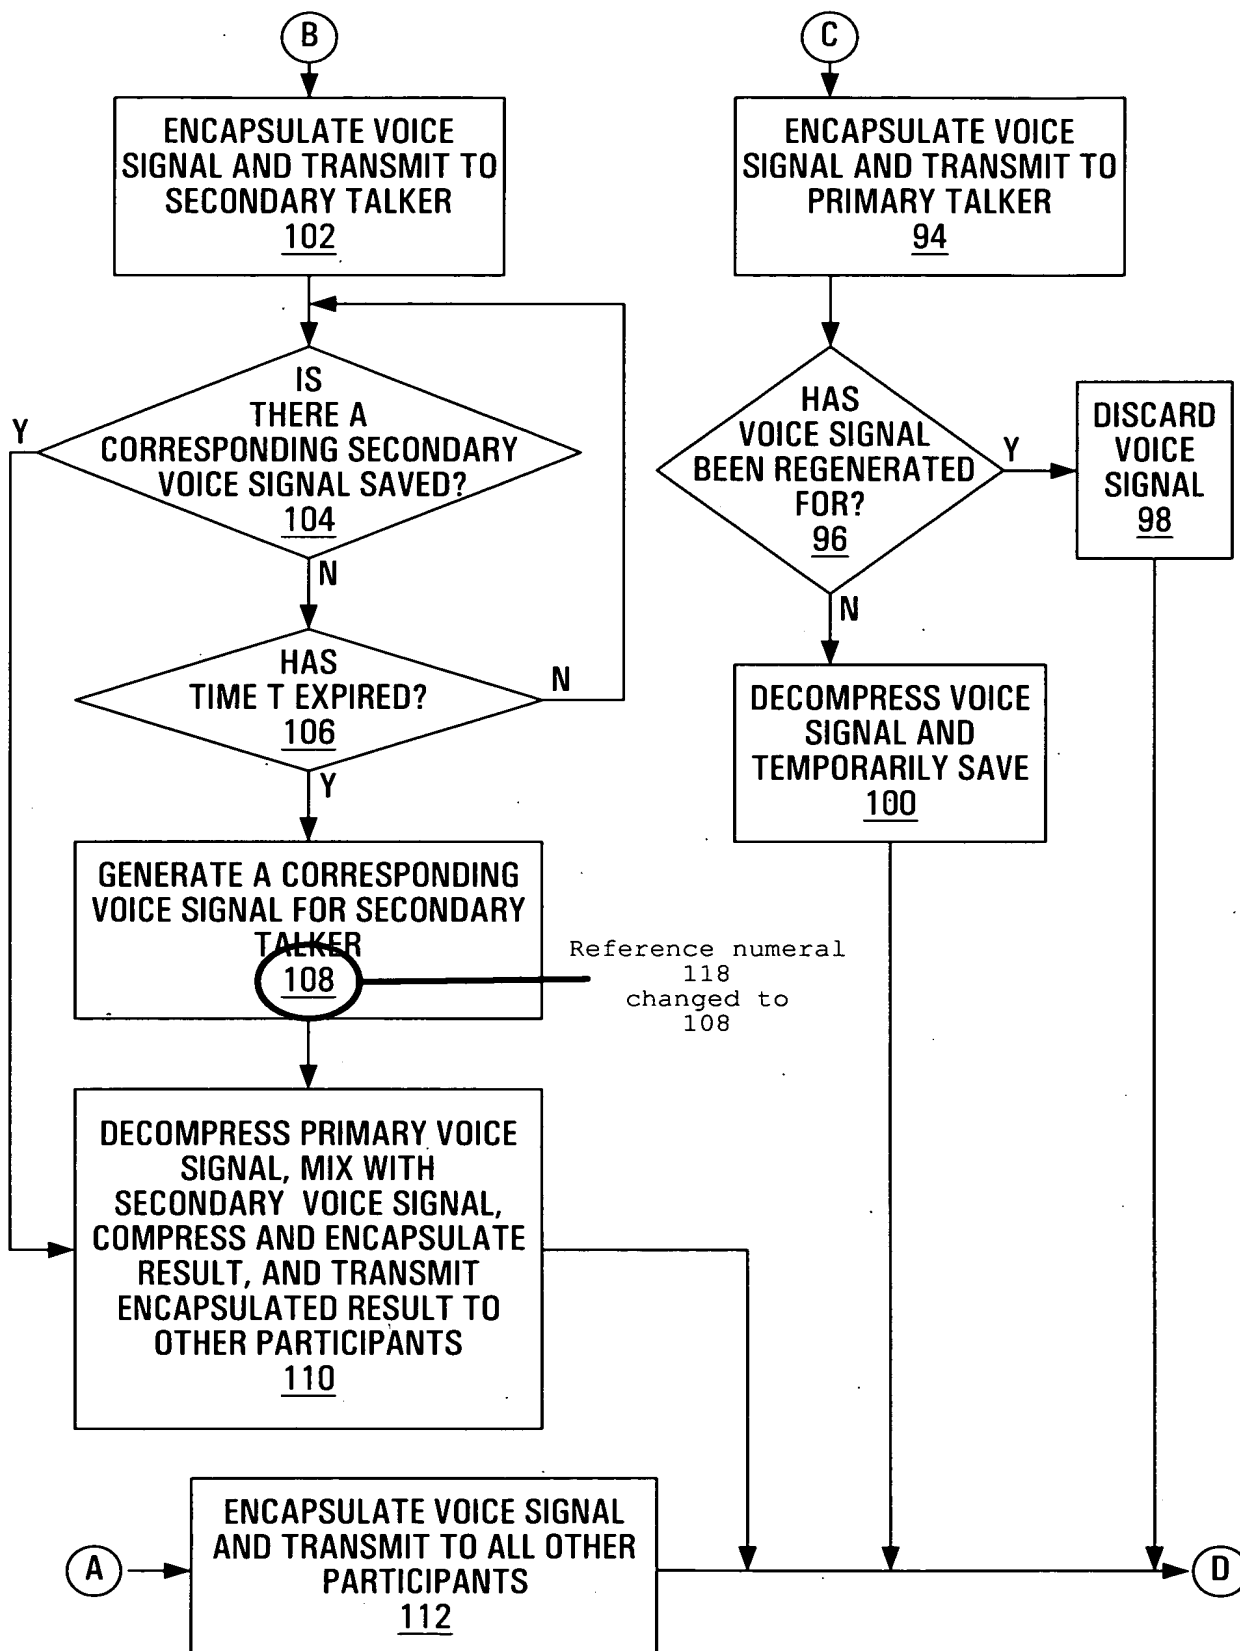 B
ENCAPSULATE VOICE
SIGNAL AND TRANSMIT TO
SECONDARY TALKER
102
IS
THERE A
CORRESPONDING SECONDARY
VOICE SIGNAL SAVED?
104
Y
N
HAS
TIME T EXPIRED?
106
N
Y
GENERATE A CORRESPONDING
VOICE SIGNAL FOR SECONDARY
TALKER
108
Reference numeral
118
changed to
108
DECOMPRESS PRIMARY VOICE
SIGNAL, MIX WITH
SECONDARY VOICE SIGNAL,
COMPRESS AND ENCAPSULATE
RESULT, AND TRANSMIT
ENCAPSULATED RESULT TO
OTHER PARTICIPANTS
110
C
ENCAPSULATE VOICE
SIGNAL AND TRANSMIT TO
PRIMARY TALKER
94
HAS
VOICE SIGNAL
BEEN REGENERATED
FOR?
96
Y
DISCARD
VOICE
SIGNAL
98
N
DECOMPRESS VOICE
SIGNAL AND
TEMPORARILY SAVE
100
A
ENCAPSULATE VOICE SIGNAL
AND TRANSMIT TO ALL OTHER
PARTICIPANTS
112
D